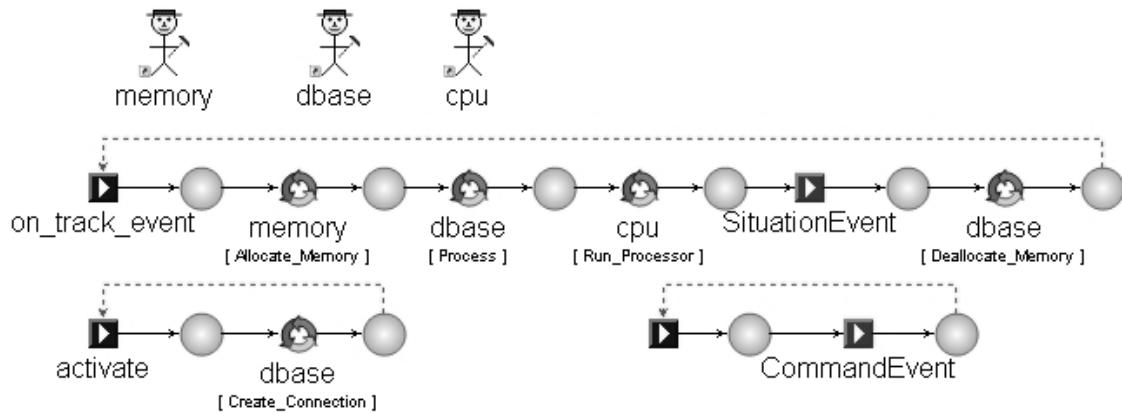 memory dbase cpu
on_track_event memory dbase cpu SituationEvent dbase
[ Allocate_Memory ] [ Process ] [ Run_Processor ] [ Deallocate_Memory ]
activate dbase CommandEvent
[ Create_Connection ]